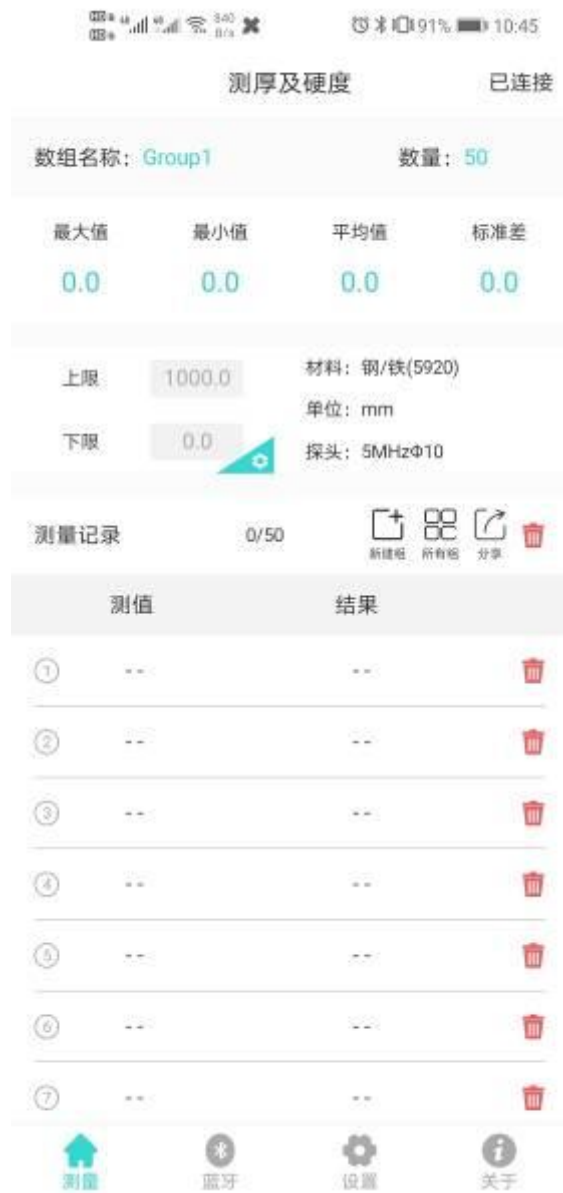 840
B/s
91%
10:45
测厚及硬度
已连接
数组名称：Group1
数量：50
最大值 最小值 平均值 标准差
0.0 0.0 0.0 0.0
上限 1000.0
下限 0.0
材料：钢/铁(5920)
单位：mm
探头：5MHzΦ10
测量记录 0/50
新建组 所有组 分享
测值 结果
1 -- --
2 -- --
3 -- --
4 -- --
5 -- --
6 -- --
7 -- --
测量 蓝牙 设置 关于